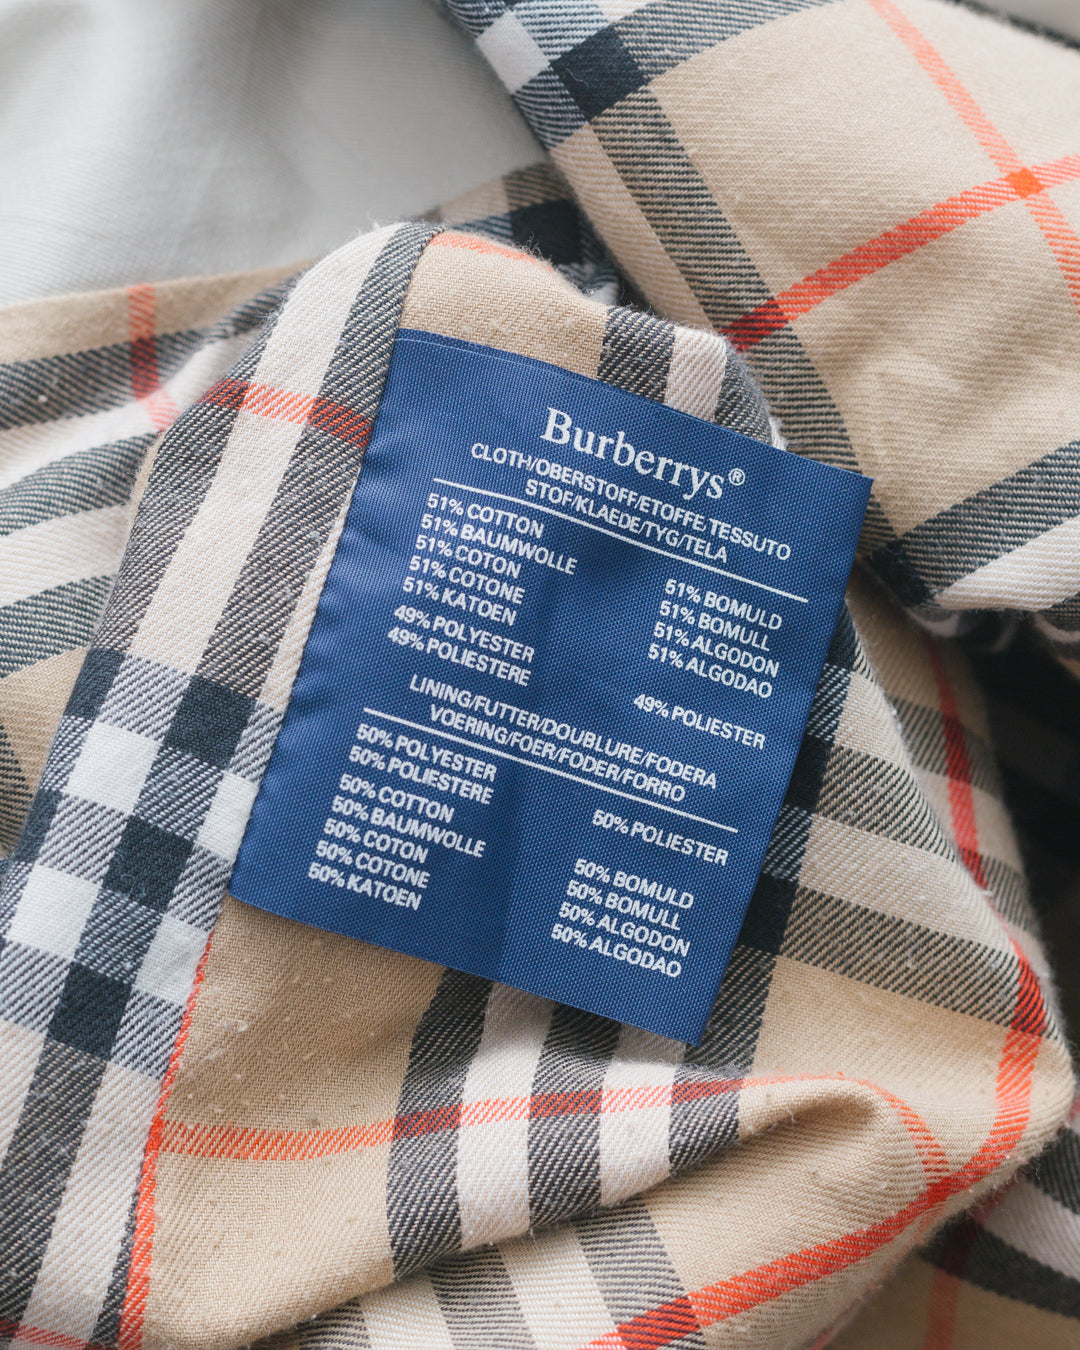 Burberrys®
CLOTH/OBERSTOFF/ETOFFE.TESSUTO
STOF/KLAEDE/TYG/TELA
51% COTTON
51% BAUMWOLLE
51% COTON
51% COTONE
51% KATOEN
49% POLYESTER
49% POLIESTERE
51% BOMULD
51% BOMULL
51% ALGODON
51% ALGODAO
49% POLIESTER
LINING/FUTTER/DOUBLURE/FODERA
VOERING/FOER/FODER/FDRRO
50% POLYESTER
50% POLIESTERE
50% COTTON
50% BAUMWOLLE
50% COTON
50% COTONE
50% KATOEN
50% POLIESTER
50% BOMULD
50% BOMULL
50% ALGODON
50% ALGODAO